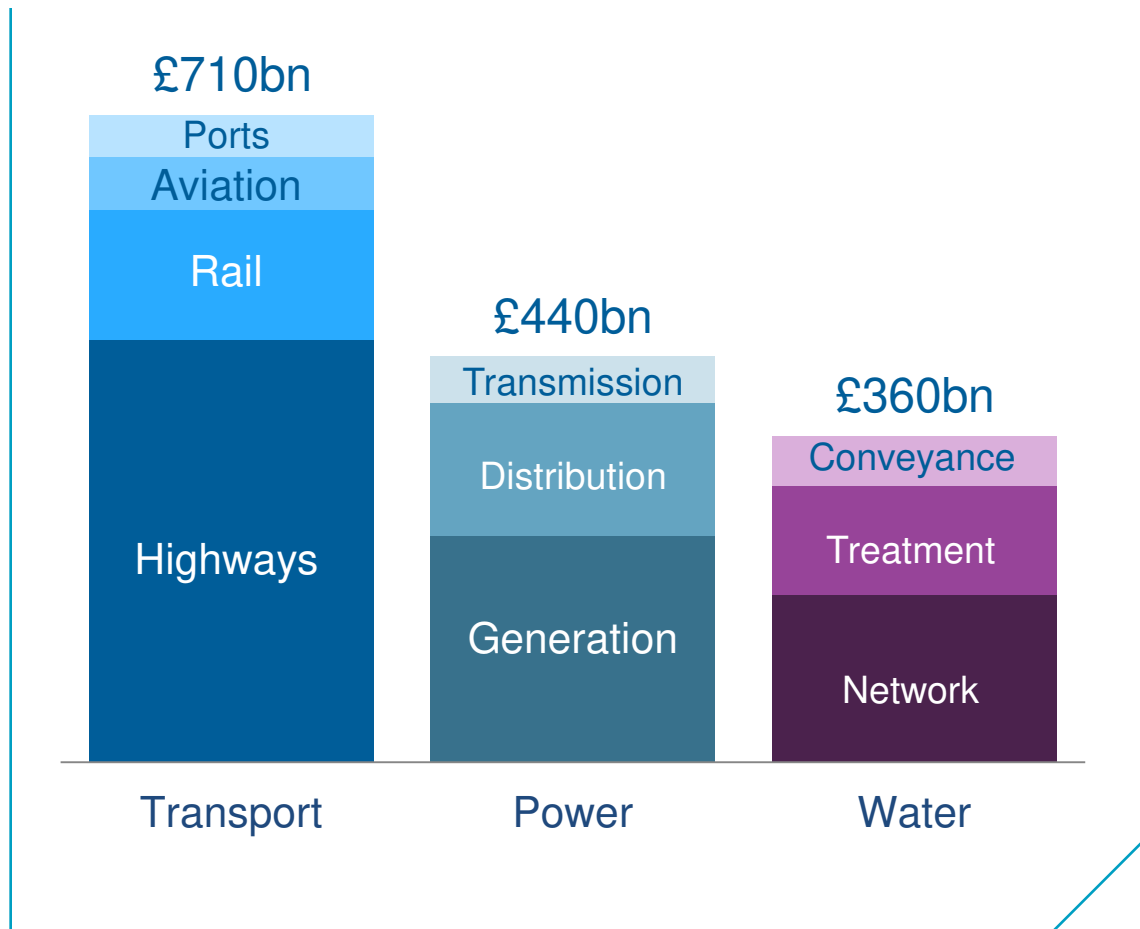 £710bn
Ports
Aviation
Rail
Highways
£440bn
Transmission
Distribution
Generation
£360bn
Conveyance
Treatment
Network
Transport
Power
Water